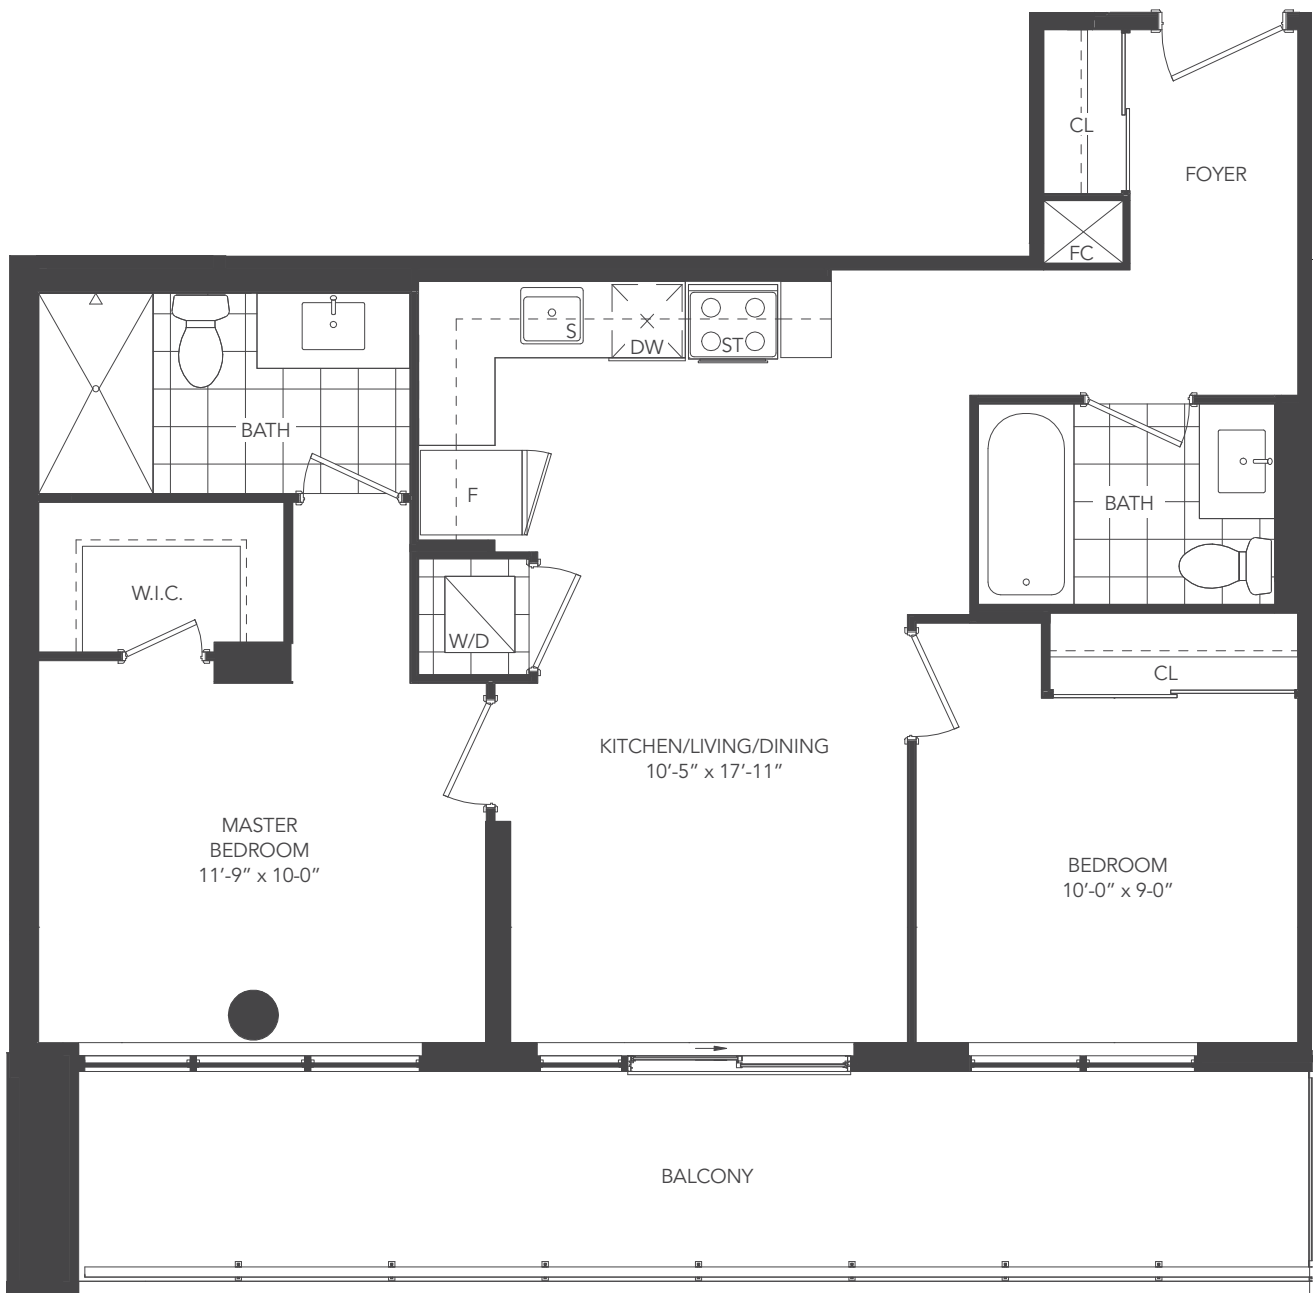 CL
FOYER
FC
S
DW
ST
BATH
F
BATH
W.I.C.
W/D
CL
KITCHEN/LIVING/DINING
10'-5" x 17'-11"
MASTER
BEDROOM
11'-9" x 10-0"
BEDROOM
10'-0" x 9-0"
BALCONY